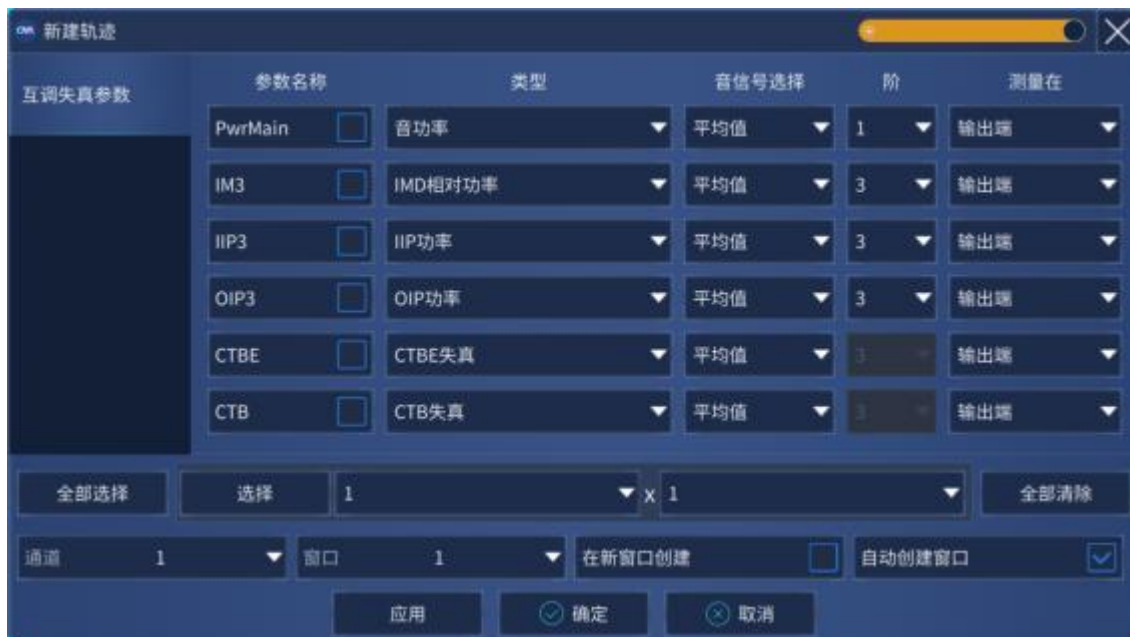 新建轨迹
互调失真参数
参数名称 类型 音信号选择 阶 测量在
PwrMain 音功率 平均值 1 输出端
IM3 IMD相对功率 平均值 3 输出端
IIP3 IIP功率 平均值 3 输出端
OIP3 OIP功率 平均值 3 输出端
CTBE CTBE失真 平均值 3 输出端
CTB CTB失真 平均值 3 输出端
全部选择 选择 1 x 1 全部清除
通道 1 窗口 1 在新窗口创建 自动创建窗口
应用 确定 取消